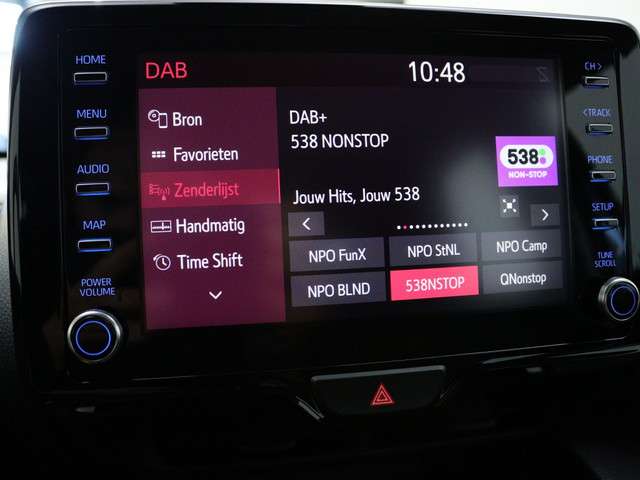 HOME
MENU
AUDIO
MAP
POWER
VOLUME
DAB
10:48
Bron
Favorieten
Zenderlijst
Handmatig
Time Shift
DAB+
538 NONSTOP
538
NON-STOP
Jouw Hits, Jouw 538
NPO FunX
NPO StNL
NPO Camp
NPO BLND
538NSTOP
QNonstop
CH >
< TRACK
PHONE
SETUP
TUNE
SCROLL